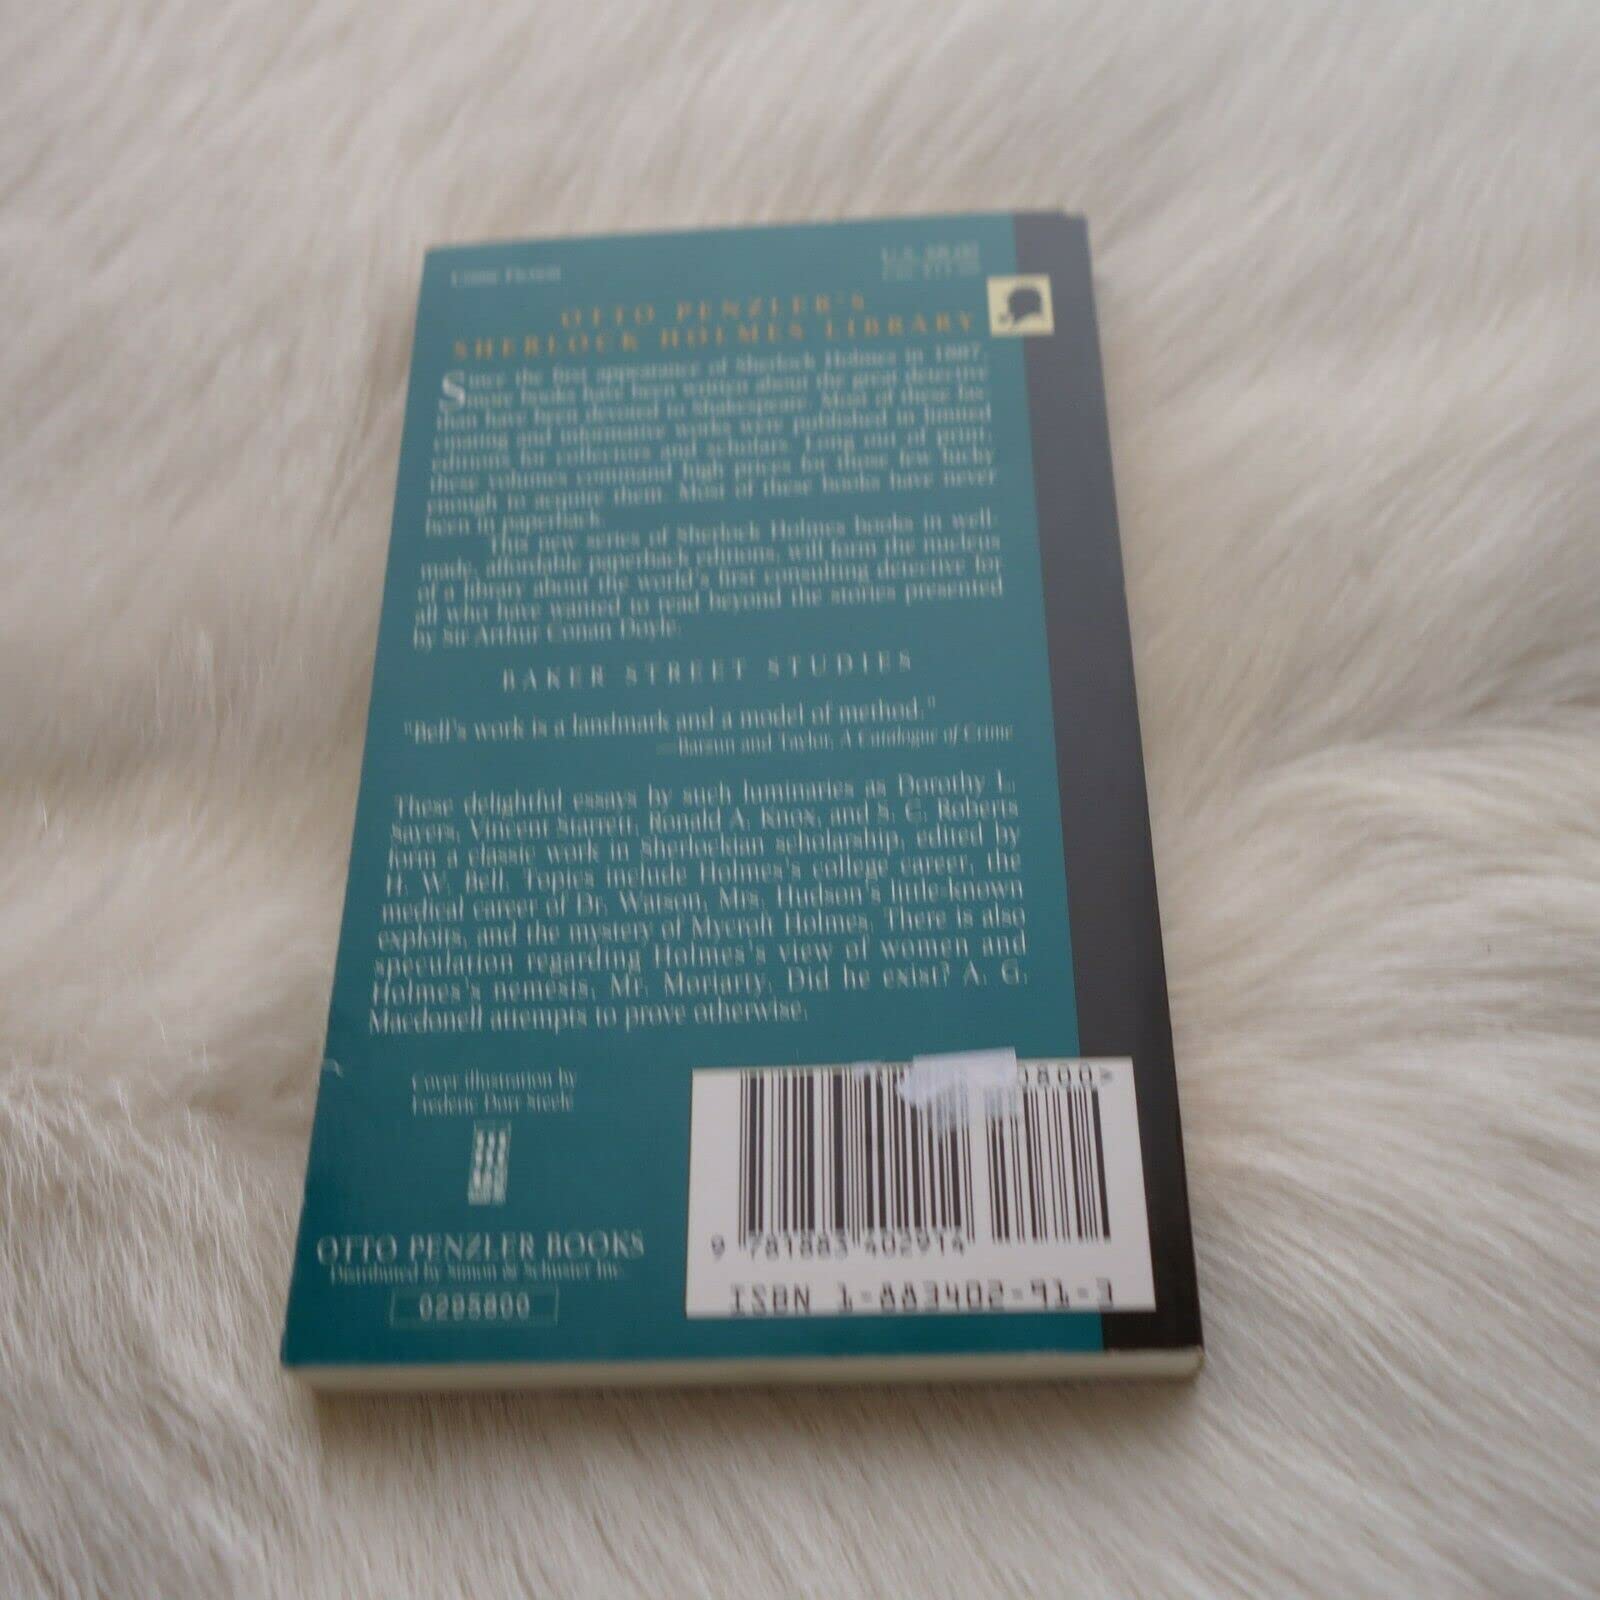 Crime Fiction
U.S. $8.00
OTTO PENZLER'S
SHERLOCK HOLMES LIBRARY
Since the first appearance of Sherlock Holmes in 1887,
more books have been written about the great detective
than have been devoted to Shakespeare. Most of these fas-
cinating and informative works were published in limited
editions for collectors and scholars. Long out of print,
these volumes command high prices for those few lucky
enough to acquire them. Most of these books have never
been in paperback.
This new series of Sherlock Holmes books in well-
made, affordable paperback editions, will form the nucleus
of a library about the world's first consulting detective for
all who have wanted to read beyond the stories presented
by Sir Arthur Conan Doyle.
BAKER STREET STUDIES
"Bell's work is a landmark and a model of method."
—Barzun and Taylor, A Catalogue of Crime
These delightful essays by such luminaries as Dorothy L.
Sayers, Vincent Starrett, Ronald A. Knox, and S. C. Roberts
form a classic work in Sherlockian scholarship, edited by
H. W. Bell. Topics include Holmes's college career, the
medical career of Dr. Watson, Mrs. Hudson's little-known
exploits, and the mystery of Mycroft Holmes. There is also
speculation regarding Holmes's view of women and
Holmes's nemesis, Mr. Moriarty. Did he exist? A. G.
Macdonell attempts to prove otherwise.
Cover illustration by
Frederic Dorr Steele
OTTO PENZLER BOOKS
Distributed by Simon & Schuster Inc.
0295800
0800>
9 781883 402914
ISBN 1-883402-91-3